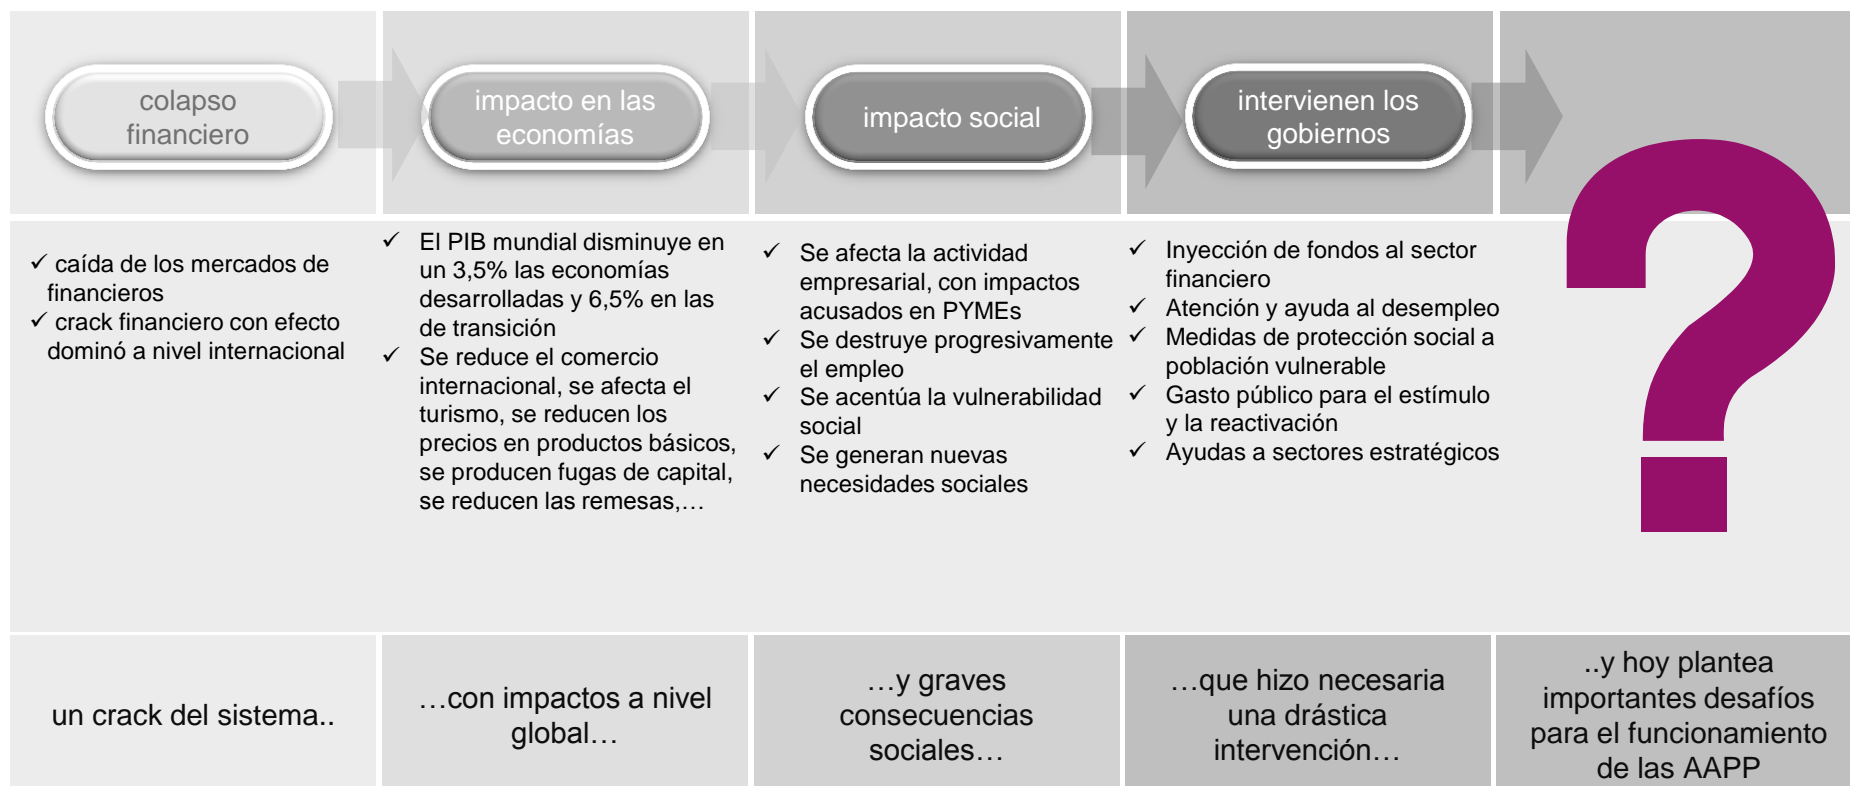 colapso
financiero
impacto en las
economías
impacto social
intervienen los
gobiernos
✓ caída de los mercados de
financieros
✓ crack financiero con efecto
dominó a nivel internacional
✓ El PIB mundial disminuye en
un 3,5% las economías
desarrolladas y 6,5% en las
de transición
✓ Se reduce el comercio
internacional, se afecta el
turismo, se reducen los
precios en productos básicos,
se producen fugas de capital,
se reducen las remesas,…
✓ Se afecta la actividad
empresarial, con impactos
acusados en PYMEs
✓ Se destruye progresivamente
el empleo
✓ Se acentúa la vulnerabilidad
social
✓ Se generan nuevas
necesidades sociales
✓ Inyección de fondos al sector
financiero
✓ Atención y ayuda al desempleo
✓ Medidas de protección social a
población vulnerable
✓ Gasto público para el estímulo
y la reactivación
✓ Ayudas a sectores estratégicos
?
un crack del sistema..
…con impactos a nivel
global…
…y graves
consecuencias
sociales…
…que hizo necesaria
una drástica
intervención…
..y hoy plantea
importantes desafíos
para el funcionamiento
de las AAPP